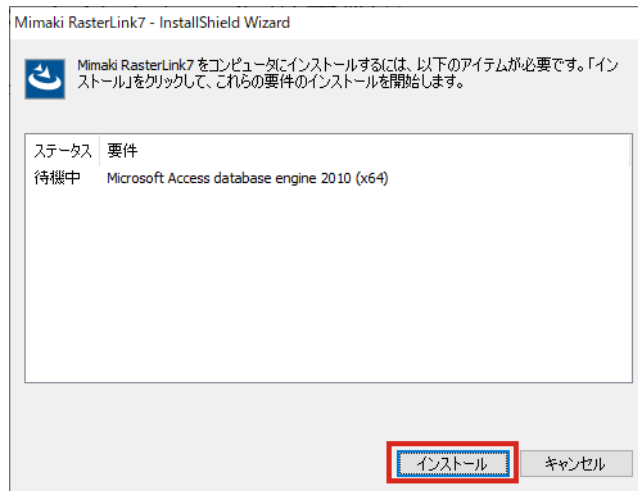 Mimaki RasterLink7 - InstallShield Wizard
Mimaki RasterLink7 をコンピュータにインストールするには、以下のアイテムが必要です。「イン
ストール」をクリックして、これらの要件のインストールを開始します。
ステータス 要件
待機中 Microsoft Access database engine 2010 (x64)
インストール キャンセル